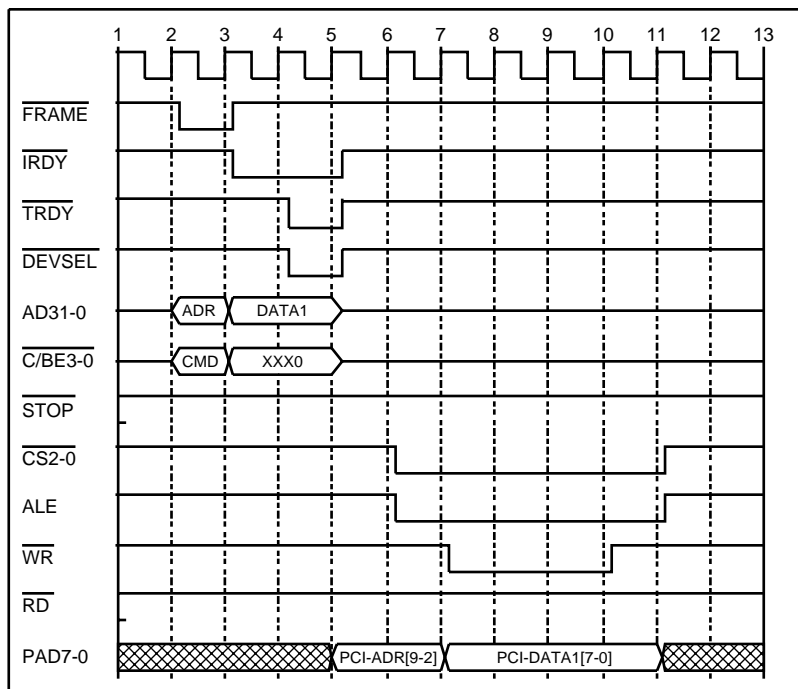 1 2 3 4 5 6 7 8 9 10 11 12 13
FRAME
IRDY
TRDY
DEVSEL
AD31-0 ADR DATA1
C/BE3-0 CMD XXX0
STOP
CS2-0
ALE
WR
RD
PAD7-0 PCI-ADR[9-2] PCI-DATA1[7-0]